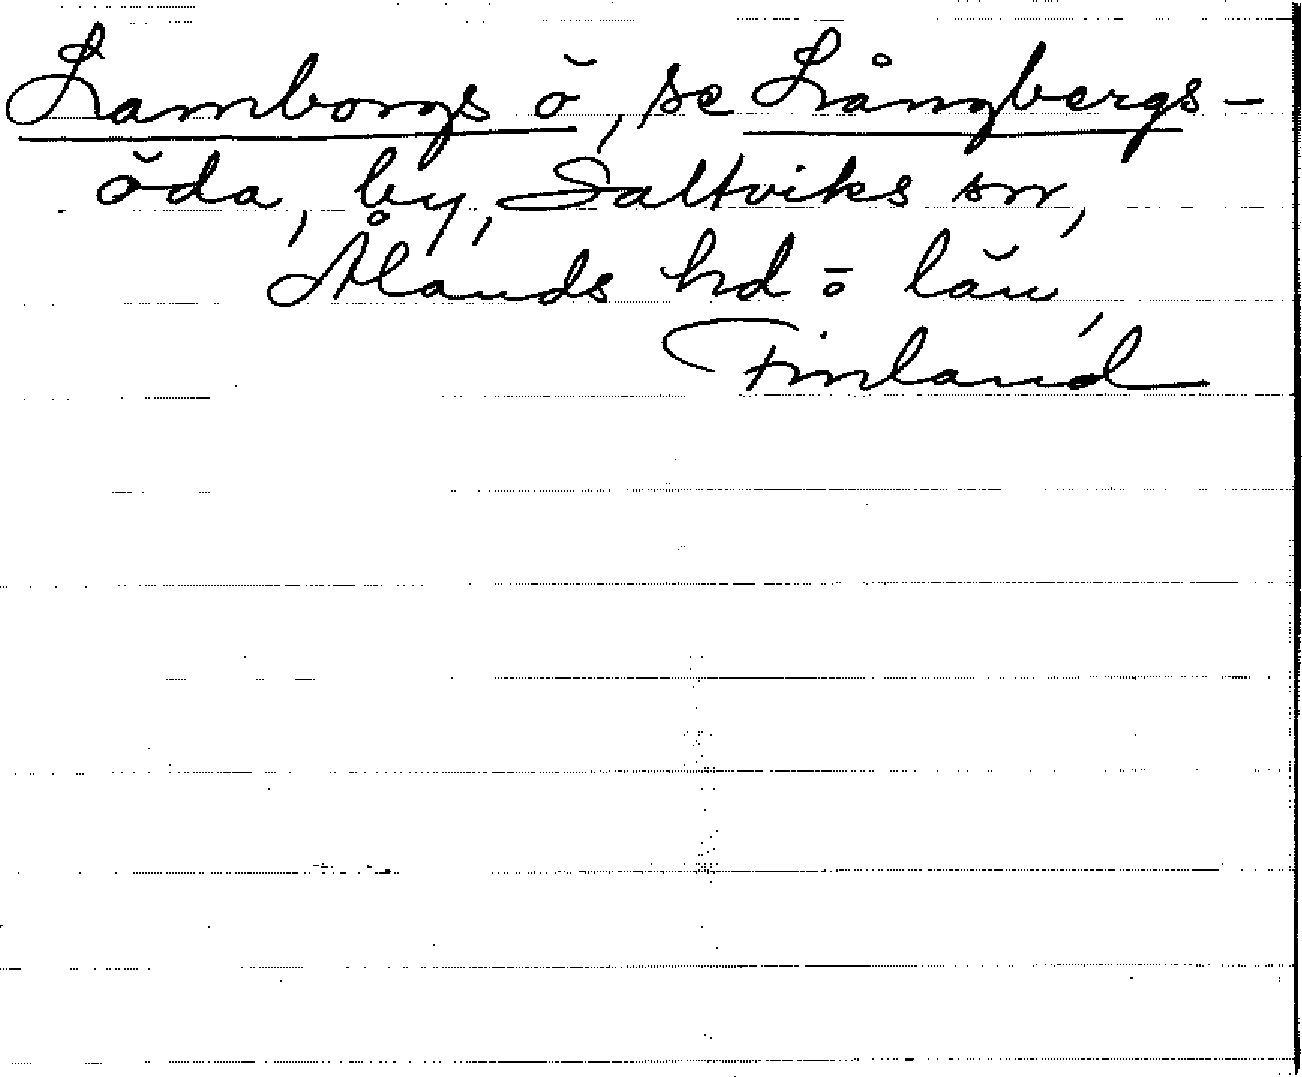 Lamborgs ö, se Långbergs-
öda, by, Saltviks sn,
Ålands hd o län,
Finland